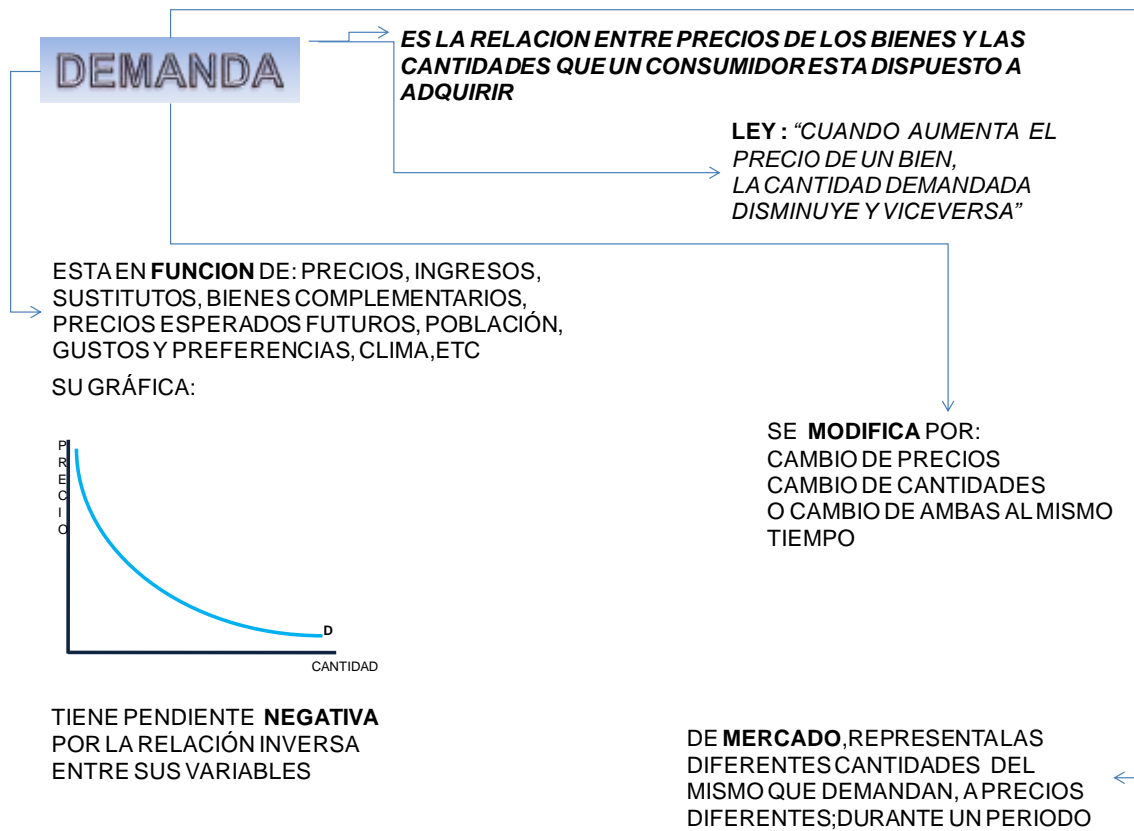 DEMANDA
ES LA RELACION ENTRE PRECIOS DE LOS BIENES Y LAS
CANTIDADES QUE UN CONSUMIDOR ESTA DISPUESTO A
ADQUIRIR
LEY : “CUANDO AUMENTA EL
PRECIO DE UN BIEN,
LA CANTIDAD DEMANDADA
DISMINUYE Y VICEVERSA”
ESTA EN FUNCION DE: PRECIOS, INGRESOS,
SUSTITUTOS, BIENES COMPLEMENTARIOS,
PRECIOS ESPERADOS FUTUROS, POBLACIÓN,
GUSTOS Y PREFERENCIAS, CLIMA,ETC
SU GRÁFICA:
PRECIO
D
CANTIDAD
SE MODIFICA POR:
CAMBIO DE PRECIOS
CAMBIO DE CANTIDADES
O CAMBIO DE AMBAS AL MISMO
TIEMPO
TIENE PENDIENTE NEGATIVA
POR LA RELACIÓN INVERSA
ENTRE SUS VARIABLES
DE MERCADO,REPRESENTA LAS
DIFERENTES CANTIDADES DEL
MISMO QUE DEMANDAN, A PRECIOS
DIFERENTES;DURANTE UN PERIODO